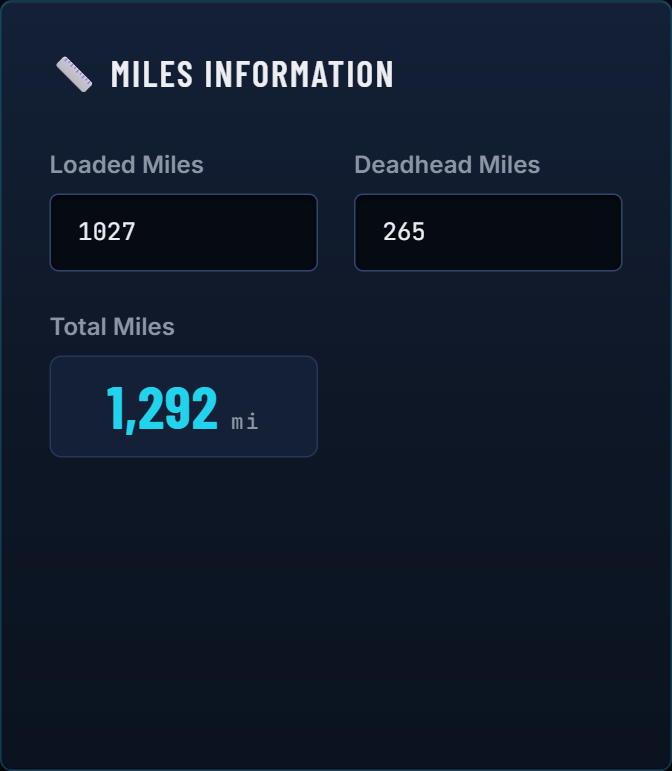 MILES INFORMATION
Loaded Miles Deadhead Miles
1027 265
Total Miles
1,292 mi